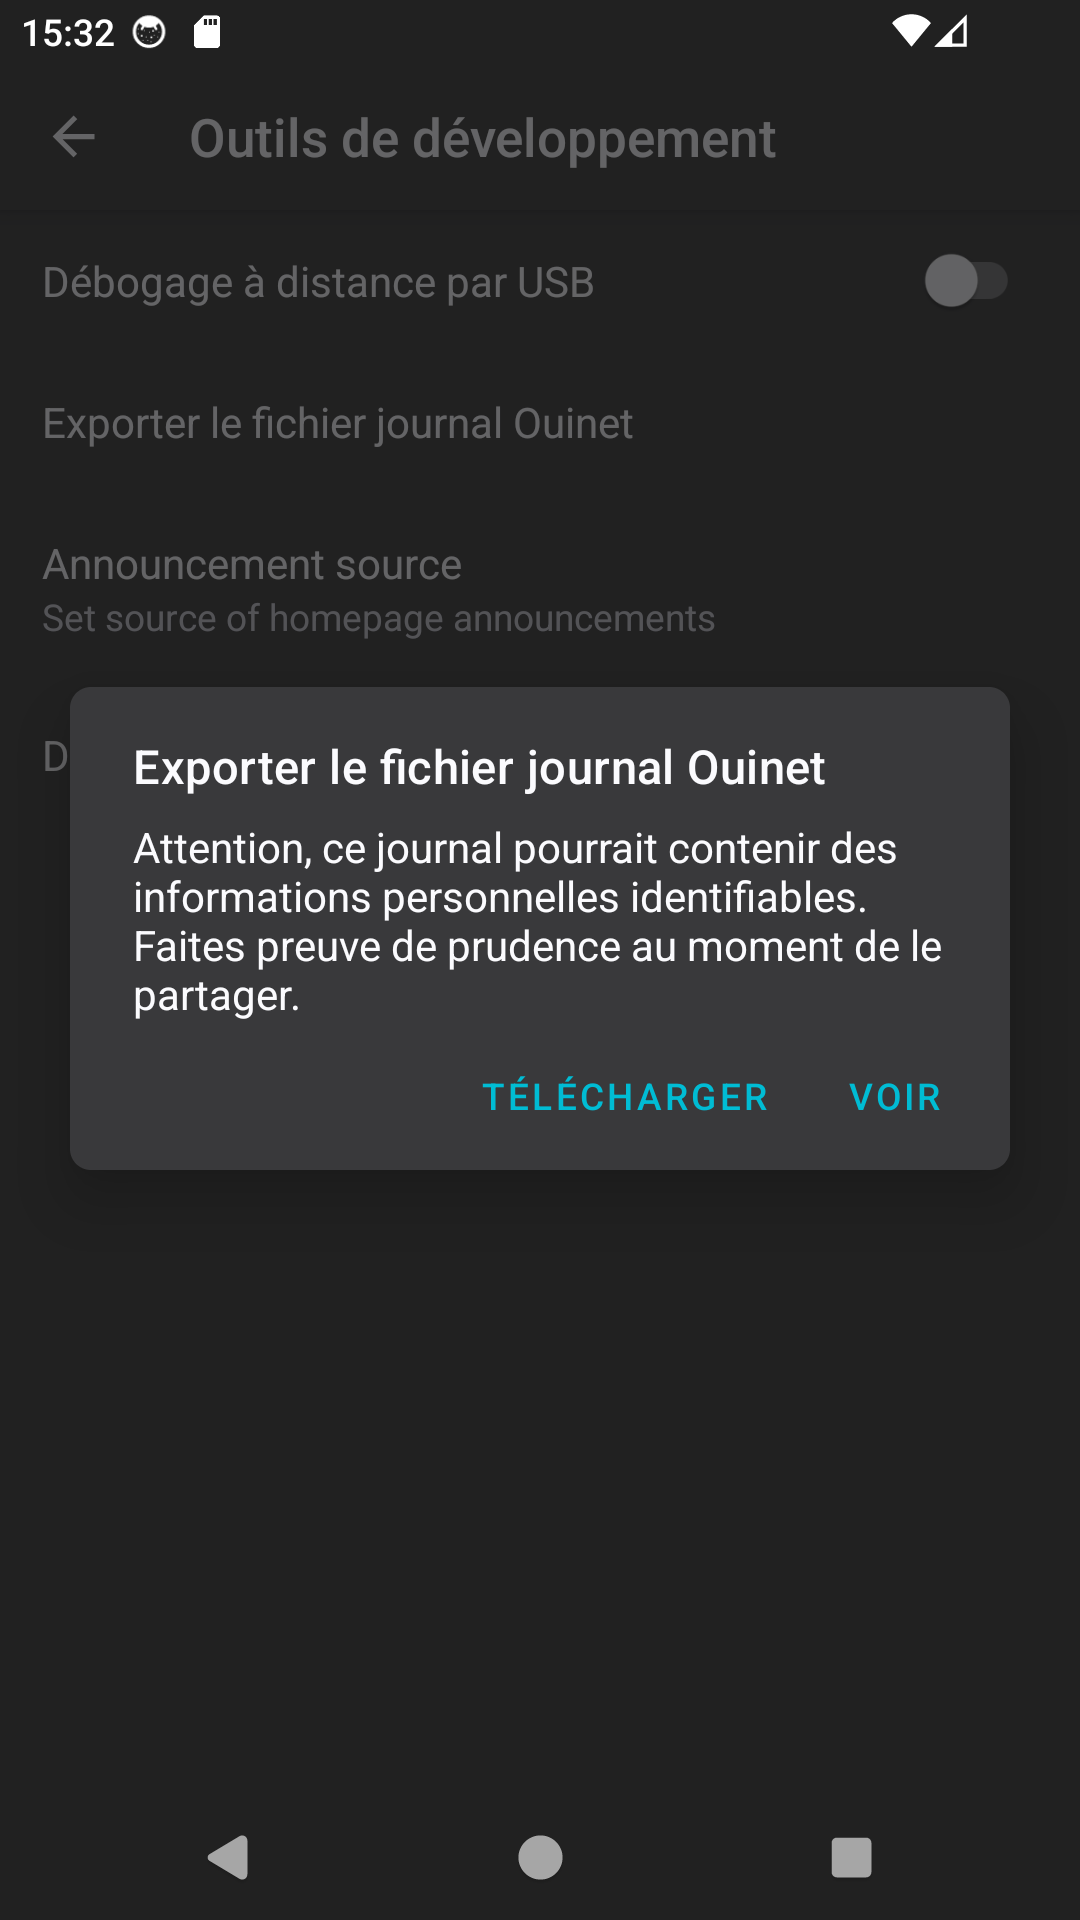 15:32
Outils de développement
Débogage à distance par USB
Exporter le fichier journal Ouinet
Announcement source
Set source of homepage announcements
Exporter le fichier journal Ouinet
Attention, ce journal pourrait contenir des
informations personnelles identifiables.
Faites preuve de prudence au moment de le
partager.
TÉLÉCHARGER VOIR